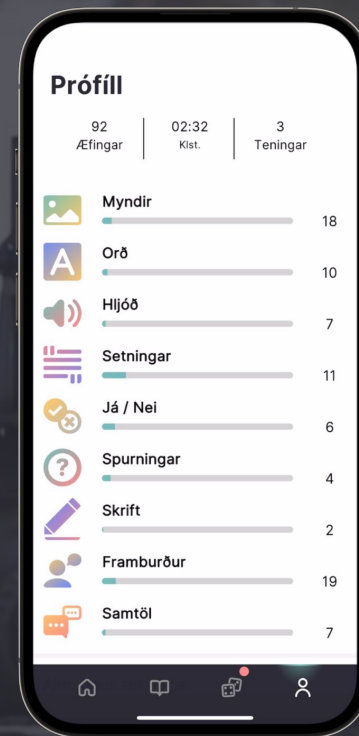 Prófíll
92 02:32 3
Æfingar Klst. Teningar
Myndir 18
A Orð 10
Hljóð 7
Setningar 11
Já / Nei 6
? Spurningar 4
Skrift 2
Framburður 19
Samtöl 7